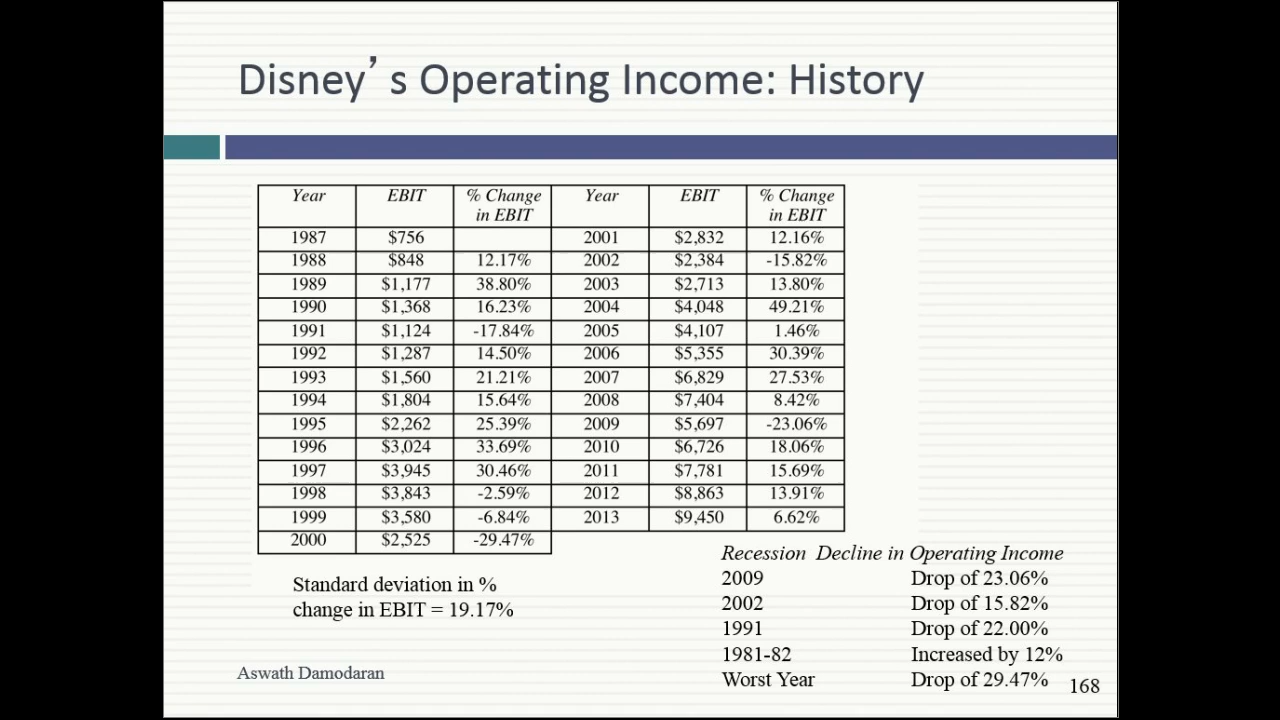 Disney's Operating Income: History
Year EBIT % Change in EBIT Year EBIT % Change in EBIT
1987 $756 2001 $2,832 12.16%
1988 $848 12.17% 2002 $2,384 -15.82%
1989 $1,177 38.80% 2003 $2,713 13.80%
1990 $1,368 16.23% 2004 $4,048 49.21%
1991 $1,124 -17.84% 2005 $4,107 1.46%
1992 $1,287 14.50% 2006 $5,355 30.39%
1993 $1,560 21.21% 2007 $6,829 27.53%
1994 $1,804 15.64% 2008 $7,404 8.42%
1995 $2,262 25.39% 2009 $5,697 -23.06%
1996 $3,024 33.69% 2010 $6,726 18.06%
1997 $3,945 30.46% 2011 $7,781 15.69%
1998 $3,843 -2.59% 2012 $8,863 13.91%
1999 $3,580 -6.84% 2013 $9,450 6.62%
2000 $2,525 -29.47%
Standard deviation in %
change in EBIT = 19.17%
Recession Decline in Operating Income
2009 Drop of 23.06%
2002 Drop of 15.82%
1991 Drop of 22.00%
1981-82 Increased by 12%
Worst Year Drop of 29.47%
Aswath Damodaran
168